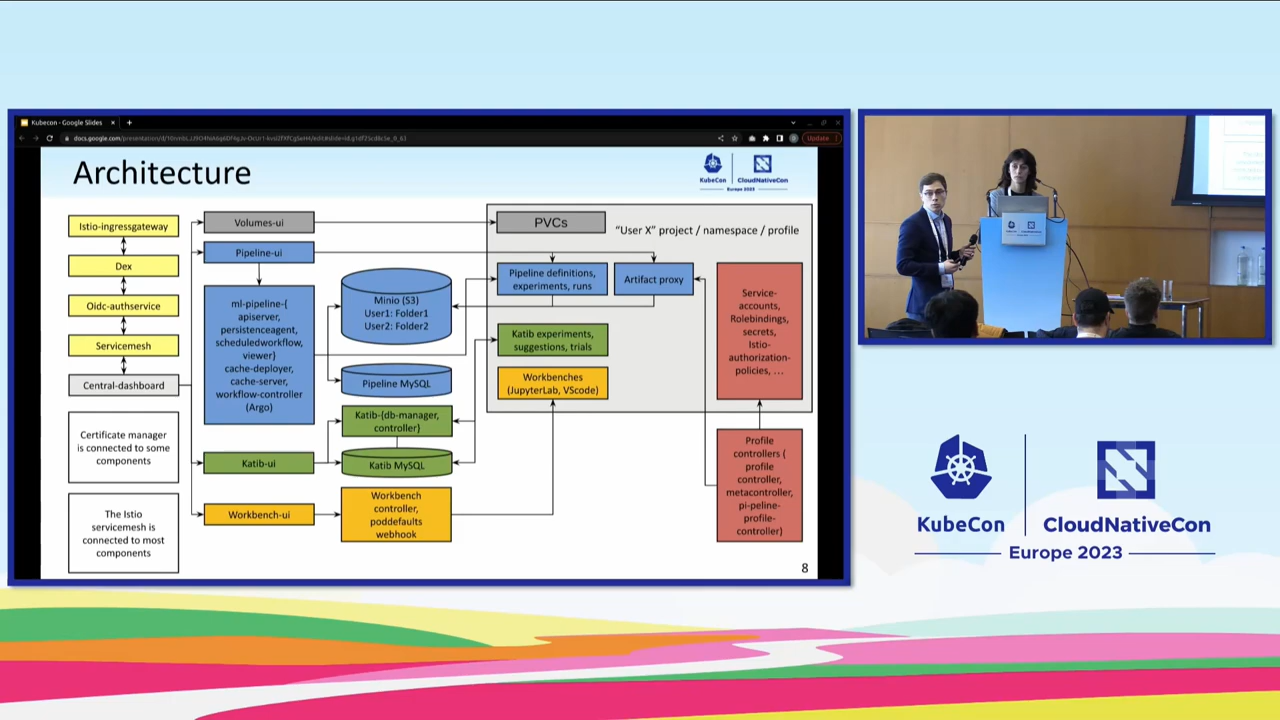 Kubecon - Google Slides
Update
Architecture
KubeCon
CloudNativeCon
Europe 2023
Istio-ingressgateway
Dex
Oidc-authservice
Servicemesh
Central-dashboard
Certificate manager
is connected to some
components
The Istio
servicemesh is
connected to most
components
Volumes-ui
Pipeline-ui
ml-pipeline-{
apiserver,
persistenceagent,
scheduledworkflow,
viewer}
cache-deployer,
cache-server,
workflow-controller
(Argo)
Katib-ui
Workbench-ui
Minio (S3)
User1: Folder1
User2: Folder2
Pipeline MySQL
Katib-{db-manager,
controller}
Katib MySQL
Workbench
controller,
poddefaults
webhook
PVCs
“User X” project / namespace / profile
Pipeline definitions,
experiments, runs
Artifact proxy
Katib experiments,
suggestions, trials
Workbenches
(JupyterLab, VScode)
Service-
accounts,
Rolebindings,
secrets,
Istio-
authorization-
policies, ...
Profile
controllers (
profile
controller,
metacontroller,
pi-peline-
profile-
controller)
8
KubeCon
CloudNativeCon
Europe 2023